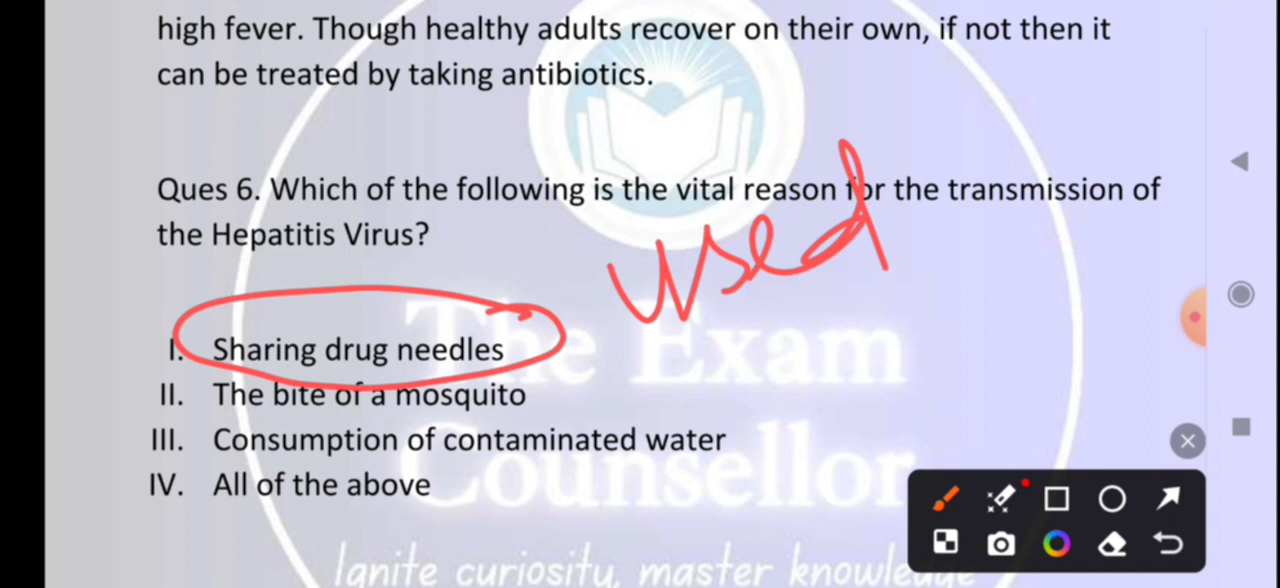 high fever. Though healthy adults recover on their own, if not then it
can be treated by taking antibiotics.
Ques 6. Which of the following is the vital reason for the transmission of
the Hepatitis Virus?
used
I. Sharing drug needles
II. The bite of a mosquito
III. Consumption of contaminated water
IV. All of the above
The Exam
Counsellor
Ignite curiosity, master knowledge